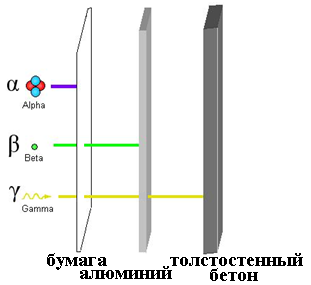 α
Alpha
β
Beta
γ
Gamma
бумага
алюминий
толстостенный
бетон